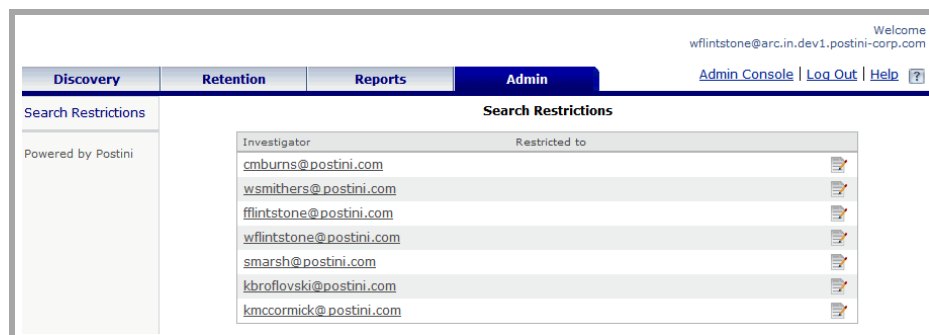 Welcome
wflintstone@arc.in.dev1.postini-corp.com
Discovery Retention Reports Admin Admin Console | Log Out | Help ?
Search Restrictions Search Restrictions
Investigator Restricted to
Powered by Postini
cmburns@postini.com
wsmithers@postini.com
fflintstone@postini.com
wflintstone@postini.com
smarsh@postini.com
kbroflovski@postini.com
kmccormick@postini.com